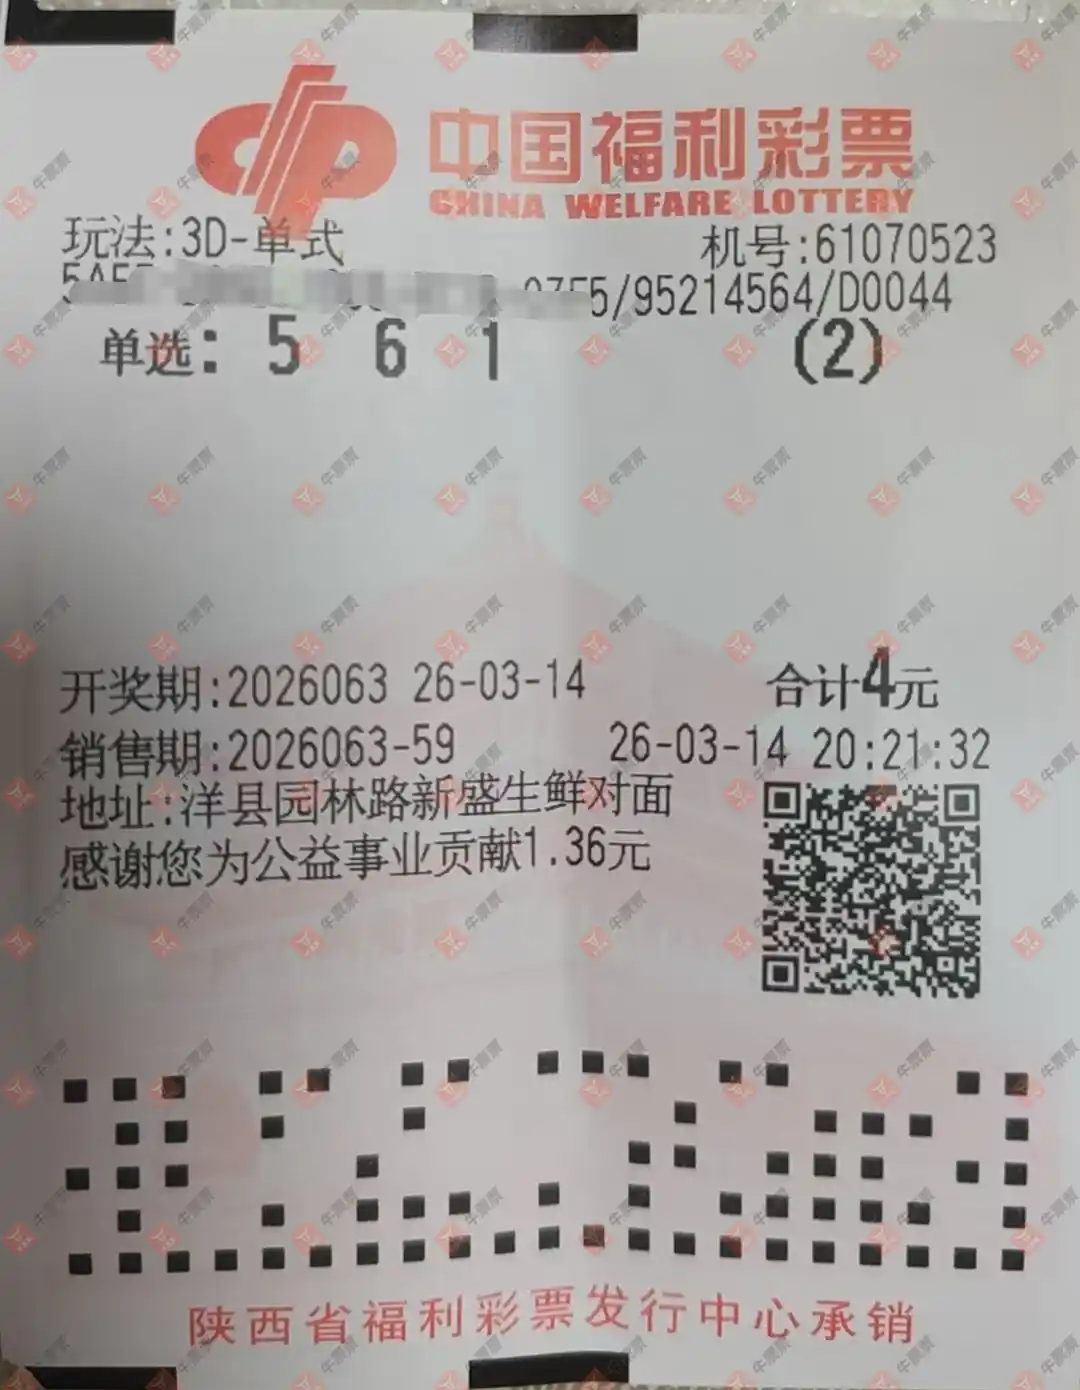 中国福利彩票
CHINA WELFARE LOTTERY
玩法:3D-单式 机号:61070523
5/95214564/D0044
单选: 5 6 1 (2)
开奖期:2026063 26-03-14 合计4元
销售期:2026063-59 26-03-14 20:21:32
地址:洋县园林路新盛生鲜对面
感谢您为公益事业贡献1.36元
陕西省福利彩票发行中心承销
牛票票